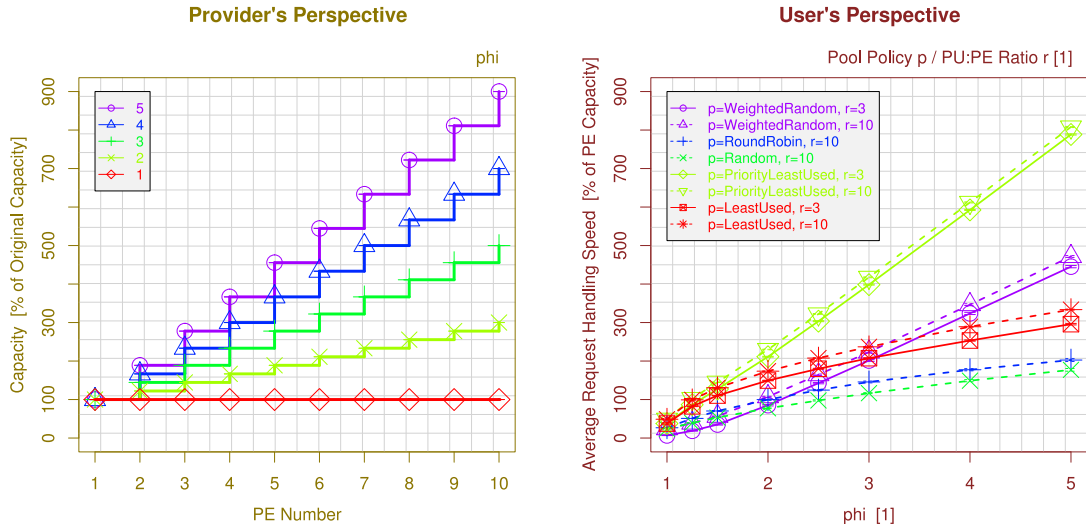 Provider's Perspective
phi
Capacity [% of Original Capacity]
900
700
500
300
100
0
5
4
3
2
1
1 2 3 4 5 6 7 8 9 10
PE Number
User's Perspective
Pool Policy p / PU:PE Ratio r [1]
Average Request Handling Speed [% of PE Capacity]
900
700
500
300
100
0
p=WeightedRandom, r=3
p=WeightedRandom, r=10
p=RoundRobin, r=10
p=Random, r=10
p=PriorityLeastUsed, r=3
p=PriorityLeastUsed, r=10
p=LeastUsed, r=3
p=LeastUsed, r=10
1 2 3 4 5
phi [1]